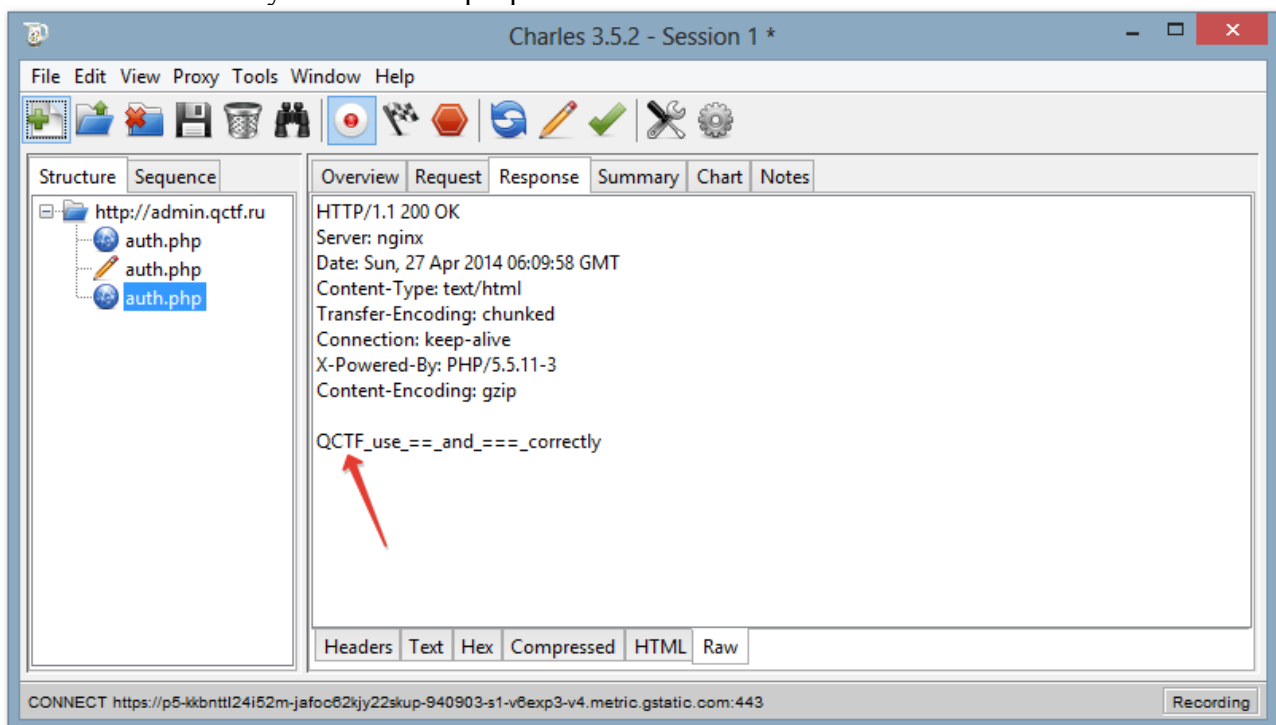 Charles 3.5.2 - Session 1 *
File Edit View Proxy Tools Window Help
Structure Sequence
Overview Request Response Summary Chart Notes
http://admin.qctf.ru
auth.php
auth.php
auth.php
HTTP/1.1 200 OK
Server: nginx
Date: Sun, 27 Apr 2014 06:09:58 GMT
Content-Type: text/html
Transfer-Encoding: chunked
Connection: keep-alive
X-Powered-By: PHP/5.5.11-3
Content-Encoding: gzip
QCTF_use_==_and_===_correctly
Headers Text Hex Compressed HTML Raw
CONNECT https://p5-kkbnttl24i52m-jafoc62kjy22skup-940903-s1-v6exp3-v4.metric.gstatic.com:443
Recording